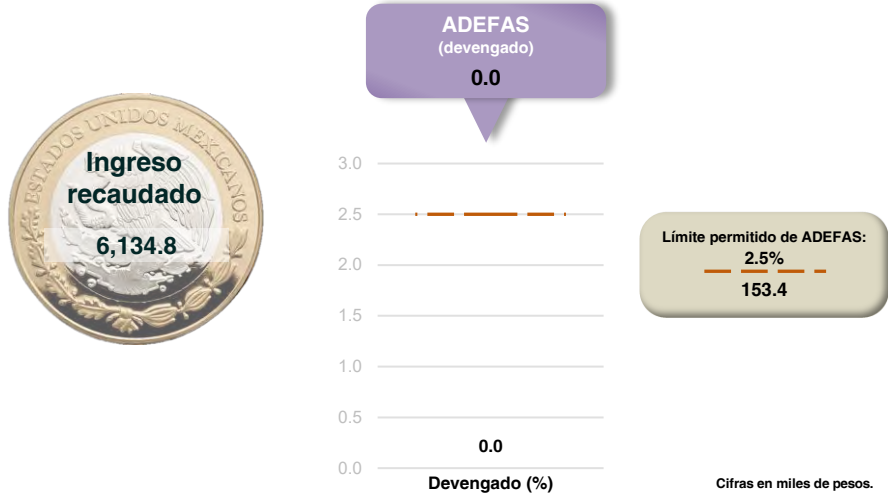 ADEFAS
(devengado)
0.0
ESTADOS UNIDOS MEXICANOS
Ingreso
recaudado
6,134.8
3.0
2.5
2.0
1.5
1.0
0.5
0.0
0.0
Devengado (%)
Límite permitido de ADEFAS:
2.5%
153.4
Cifras en miles de pesos.